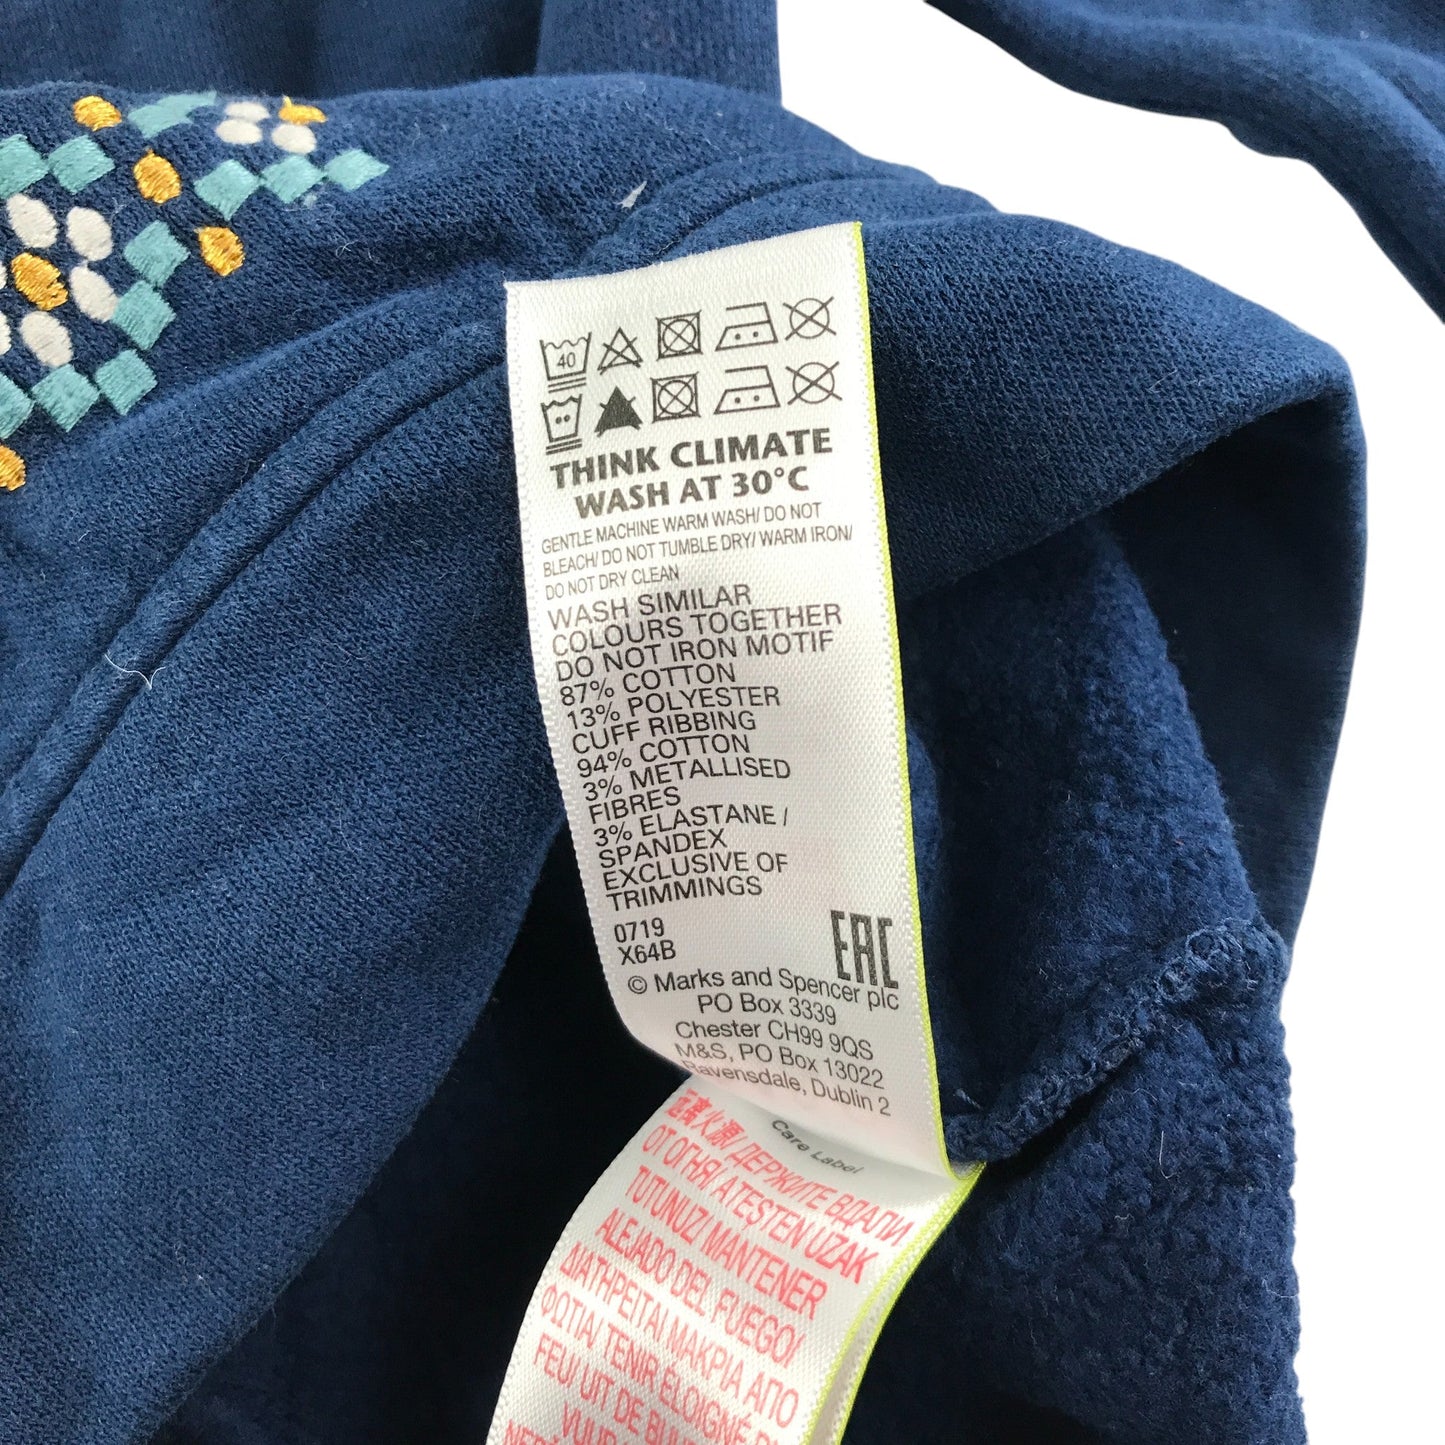 40
THINK CLIMATE
WASH AT 30°C
GENTLE MACHINE WARM WASH/ DO NOT
BLEACH/ DO NOT TUMBLE DRY/ WARM IRON/
DO NOT DRY CLEAN
WASH SIMILAR
COLOURS TOGETHER
DO NOT IRON MOTIF
87% COTTON
13% POLYESTER
CUFF RIBBING
94% COTTON
3% METALLISED
FIBRES
3% ELASTANE /
SPANDEX
EXCLUSIVE OF
TRIMMINGS
0719
X64B
EAC
© Marks and Spencer plc
PO Box 3339
Chester CH99 9QS
M&S, PO Box 13022
Ravensdale, Dublin 2
Care Label
远离火源/ ДЕРЖИТЕ ВДАЛИ
ОТ ОГНЯ/ ATEŞTEN UZAK
TUTUNUZ/ MANTENER
ALEJADO DEL FUEGO/
ΔΙΑΤΗΡΕΙΤΑΙ ΜΑΚΡΙΑ ΑΠΟ
ΦΩΤΙΑ/ TENIR ÉLOIGNÉ DU
FEU/ UIT DE BUURT
VUUR